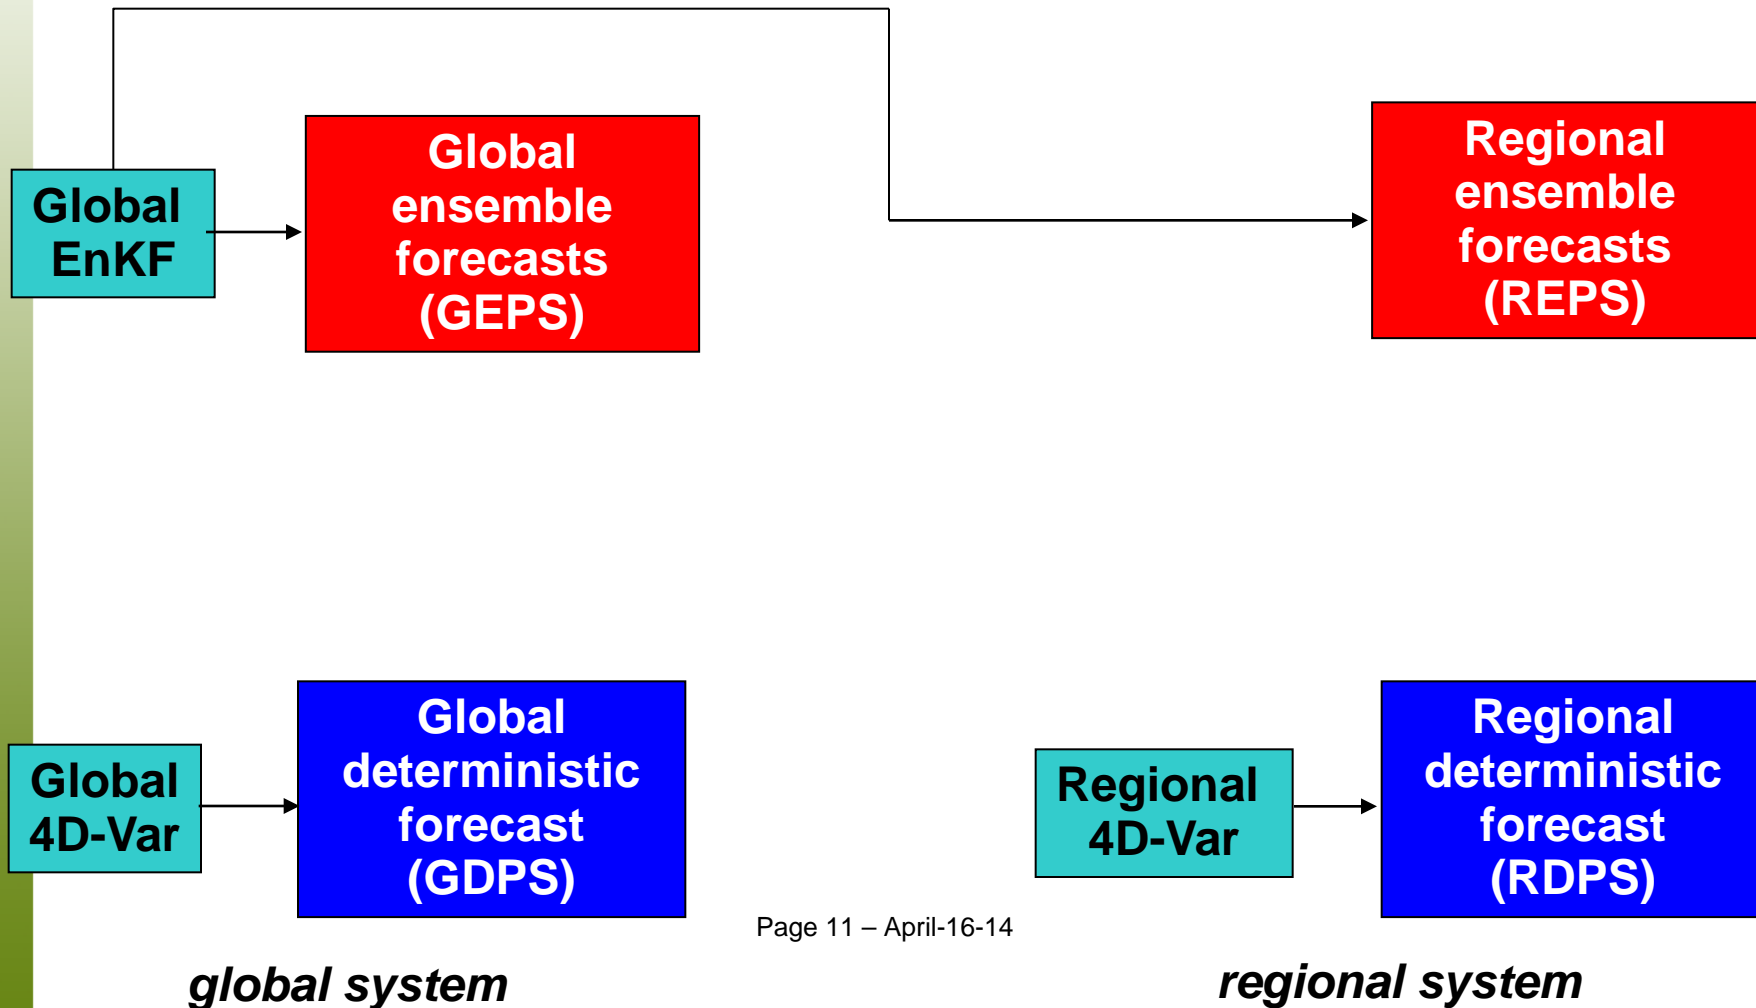 Global
EnKF
Global
ensemble
forecasts
(GEPS)
Regional
ensemble
forecasts
(REPS)
Global
4D-Var
Global
deterministic
forecast
(GDPS)
Regional
4D-Var
Regional
deterministic
forecast
(RDPS)
Page 11 – April-16-14
global system
regional system